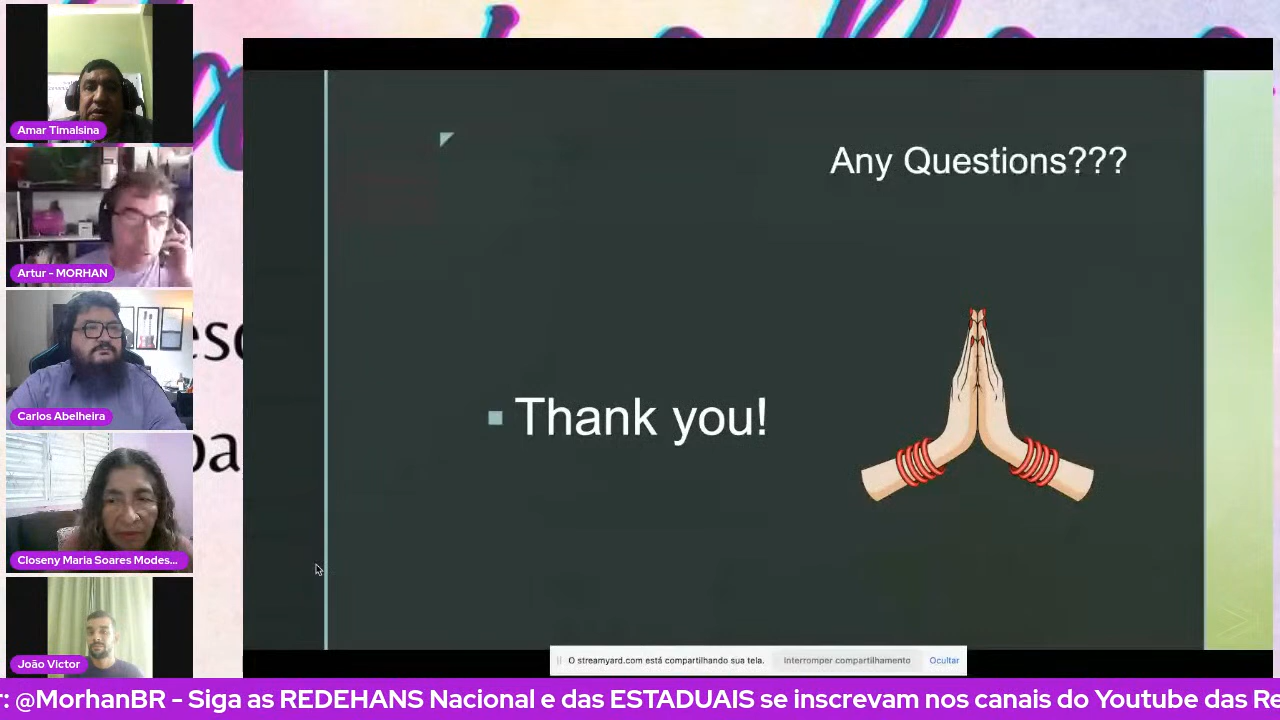 Amar Timalsina
Artur - MORHAN
Carlos Abelheira
Closeny Maria Soares Modes...
João Victor
Any Questions???
Thank you!
O streamyard.com está compartilhando sua tela.
Interromper compartilhamento
Ocultar
r: @MorhanBR - Siga as REDEHANS Nacional e das ESTADUAIS se inscrevam nos canais do Youtube das Re